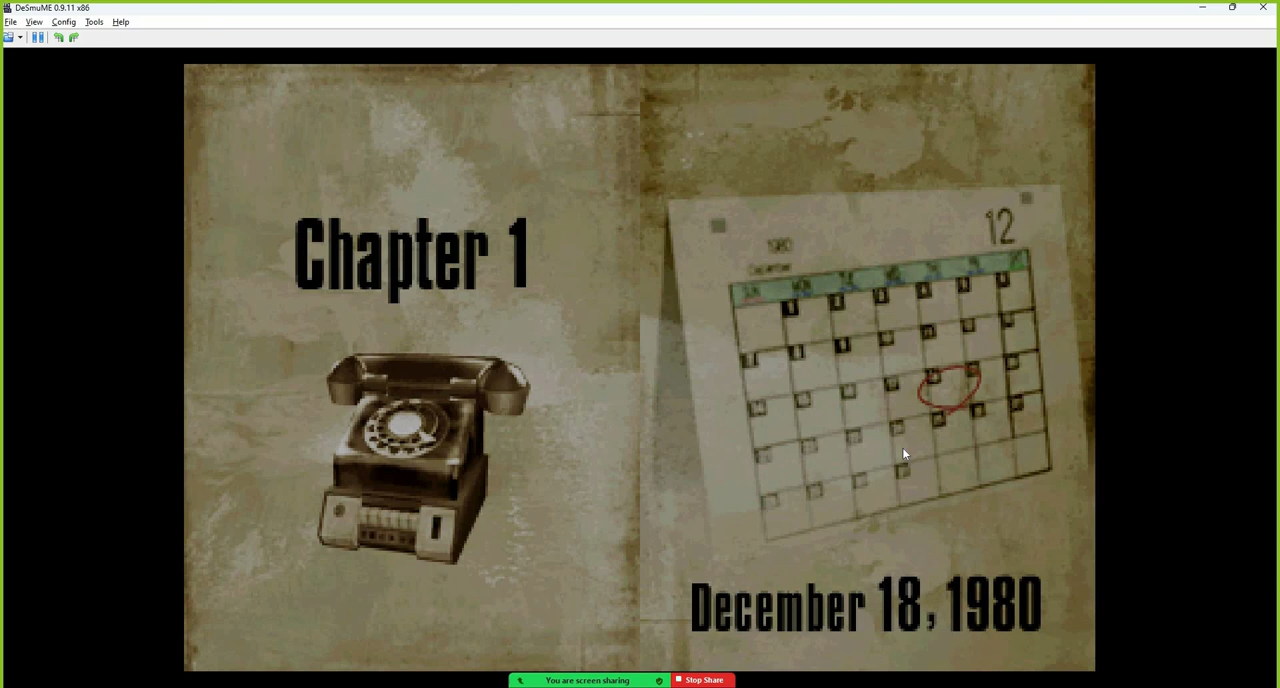 DeSmuME 0.9.11 x86
File View Config Tools Help
Chapter 1
1980
12
December 18, 1980
You are screen sharing
Stop Share